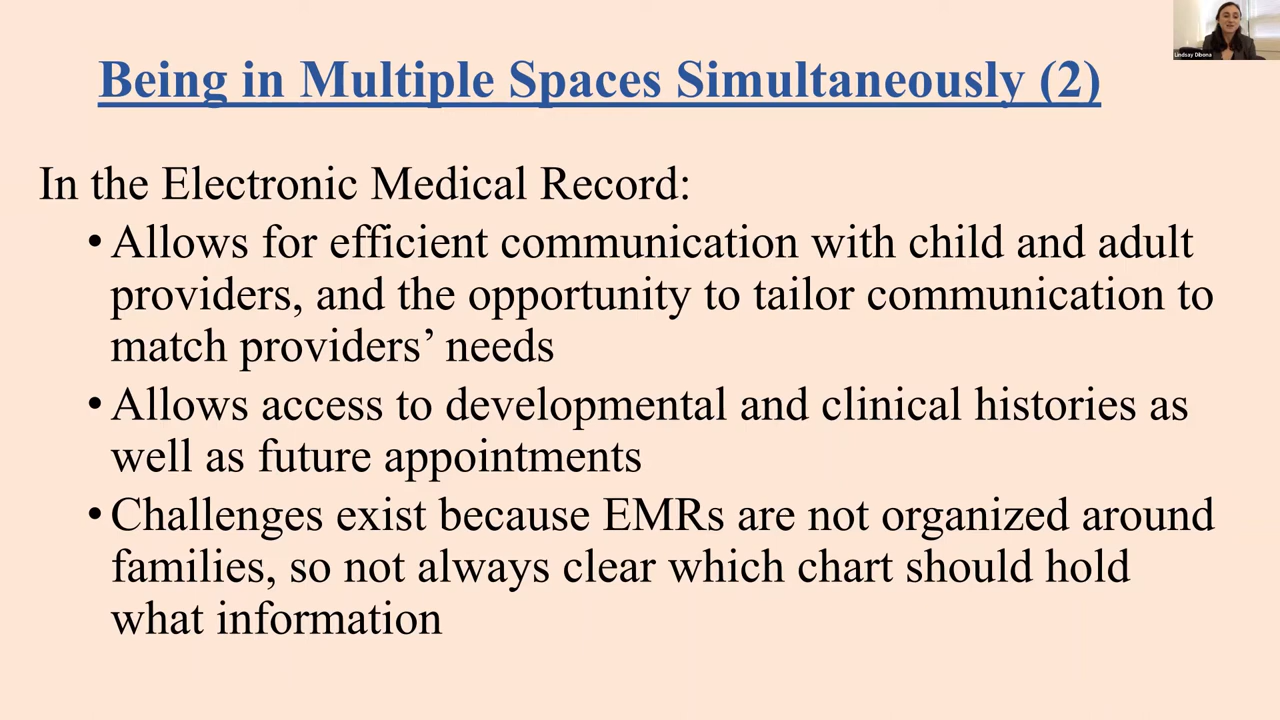 Being in Multiple Spaces Simultaneously (2)
Lindsay Dibona
In the Electronic Medical Record:
• Allows for efficient communication with child and adult
providers, and the opportunity to tailor communication to
match providers’ needs
• Allows access to developmental and clinical histories as
well as future appointments
• Challenges exist because EMRs are not organized around
families, so not always clear which chart should hold
what information